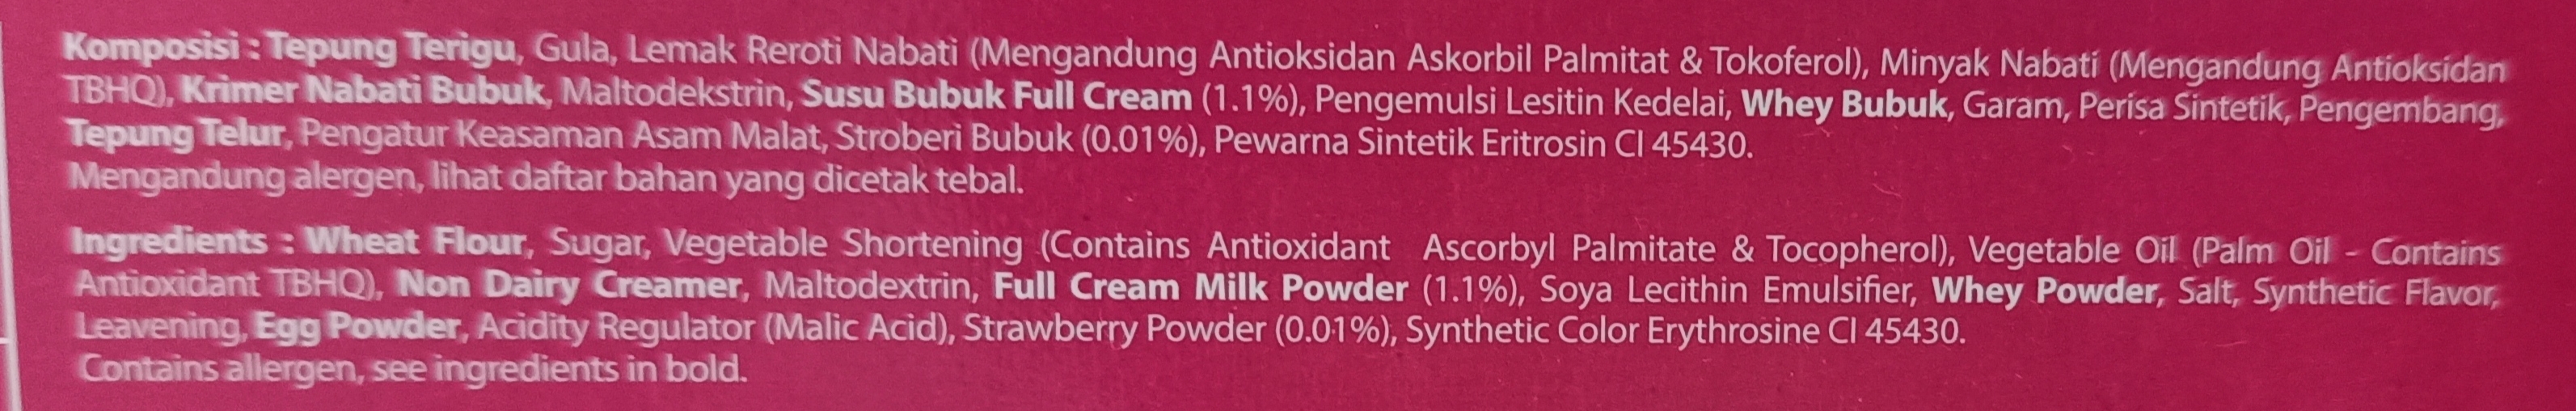 Komposisi : Tepung Terigu, Gula, Lemak Reroti Nabati (Mengandung Antioksidan Askorbil Palmitat & Tokoferol), Minyak Nabati (Mengandung Antioksidan
TBHQ), Krimer Nabati Bubuk, Maltodekstrin, Susu Bubuk Full Cream (1.1%), Pengemulsi Lesitin Kedelai, Whey Bubuk, Garam, Perisa Sintetik, Pengembang,
Tepung Telur, Pengatur Keasaman Asam Malat, Stroberi Bubuk (0.01%), Pewarna Sintetik Eritrosin CI 45430.
Mengandung alergen, lihat daftar bahan yang dicetak tebal.
Ingredients : Wheat Flour, Sugar, Vegetable Shortening (Contains Antioxidant Ascorbyl Palmitate & Tocopherol), Vegetable Oil (Palm Oil - Contains
Antioxidant TBHQ), Non Dairy Creamer, Maltodextrin, Full Cream Milk Powder (1.1%), Soya Lecithin Emulsifier, Whey Powder, Salt, Synthetic Flavor,
Leavening, Egg Powder, Acidity Regulator (Malic Acid), Strawberry Powder (0.01%), Synthetic Color Erythrosine CI 45430.
Contains allergen, see ingredients in bold.